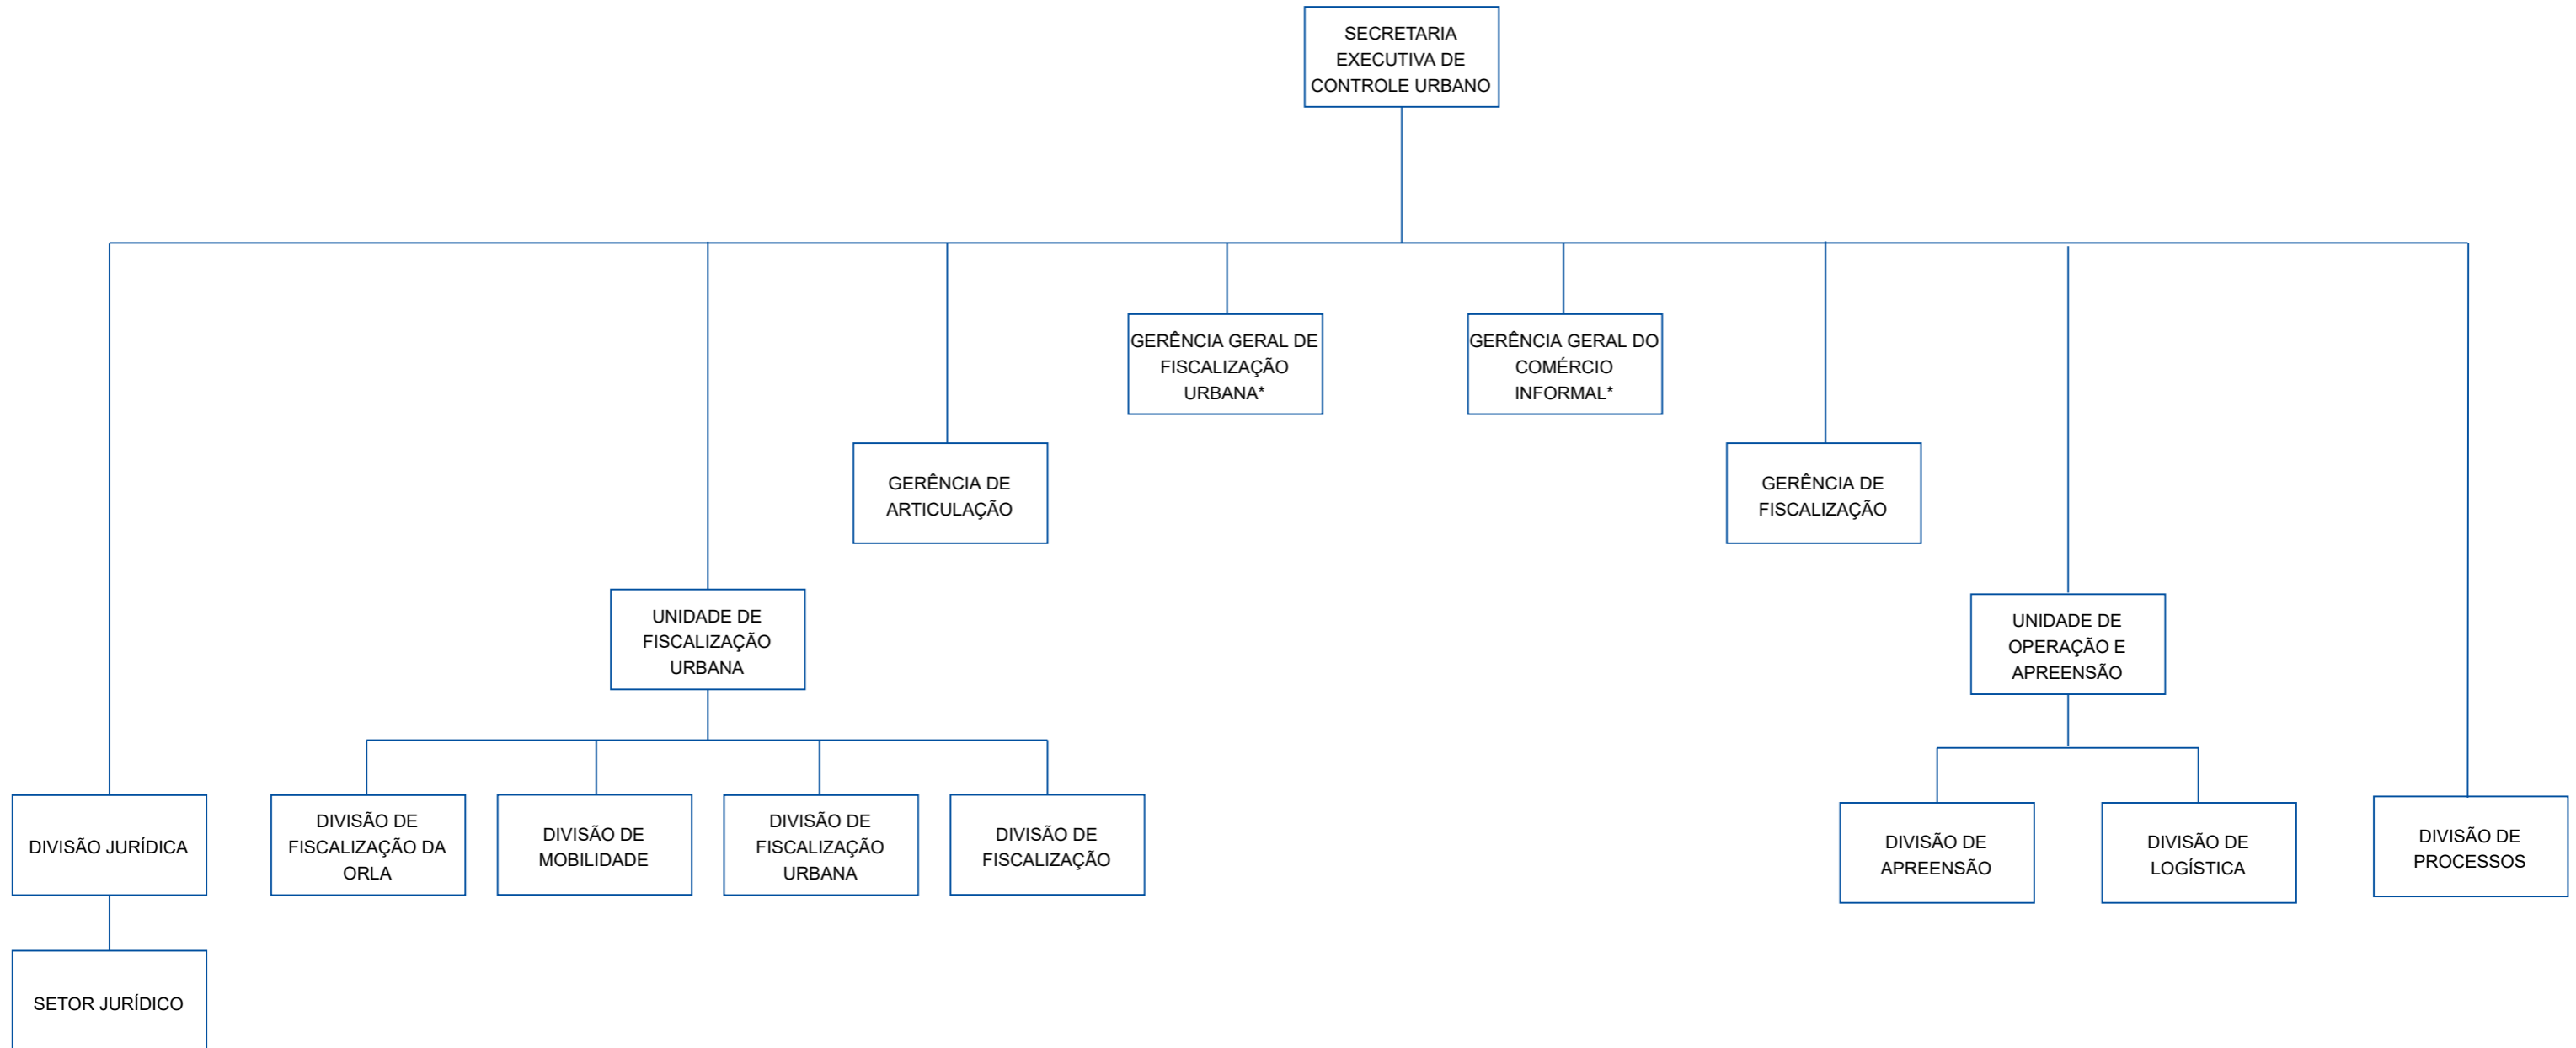 SECRETARIA
EXECUTIVA DE
CONTROLE URBANO
GERÊNCIA GERAL DE
FISCALIZAÇÃO
URBANA*
GERÊNCIA GERAL DO
COMÉRCIO
INFORMAL*
GERÊNCIA DE
ARTICULAÇÃO
GERÊNCIA DE
FISCALIZAÇÃO
UNIDADE DE
FISCALIZAÇÃO
URBANA
UNIDADE DE
OPERAÇÃO E
APREENSÃO
DIVISÃO JURÍDICA
DIVISÃO DE
FISCALIZAÇÃO DA
ORLA
DIVISÃO DE
MOBILIDADE
DIVISÃO DE
FISCALIZAÇÃO
URBANA
DIVISÃO DE
FISCALIZAÇÃO
DIVISÃO DE
APREENSÃO
DIVISÃO DE
LOGÍSTICA
DIVISÃO DE
PROCESSOS
SETOR JURÍDICO